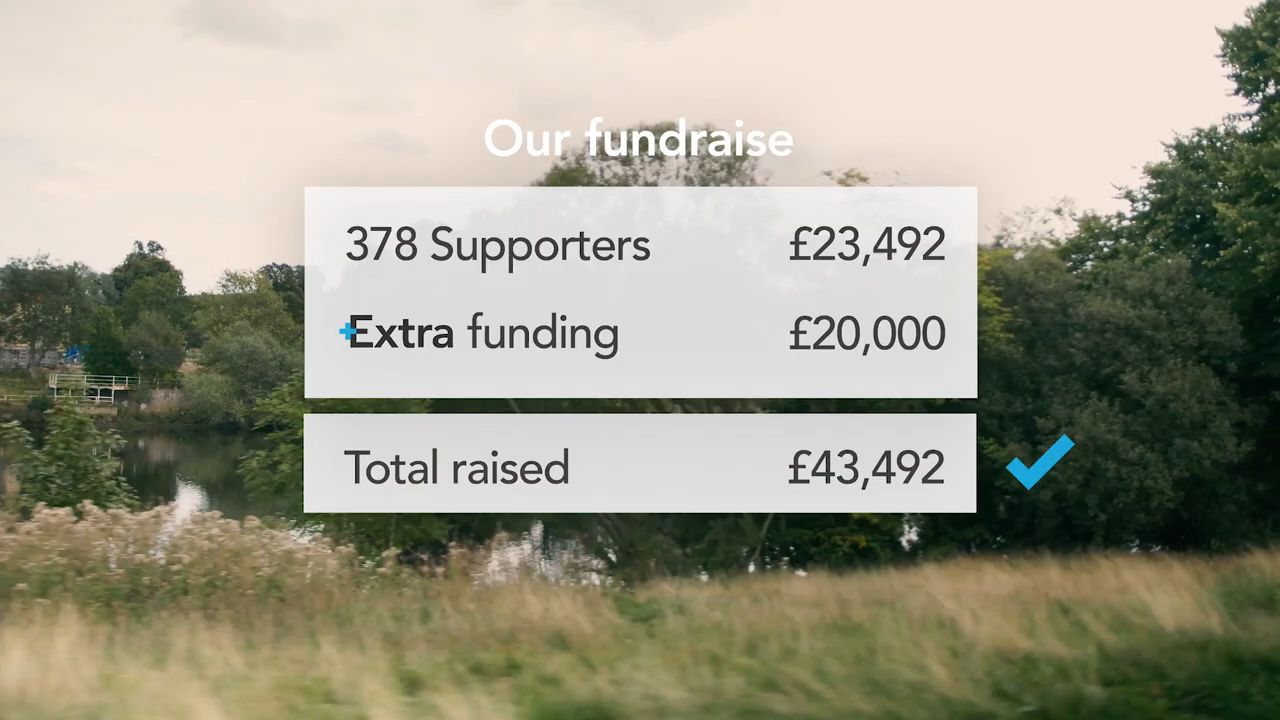 Our fundraise
378 Supporters £23,492
+Extra funding £20,000
Total raised £43,492